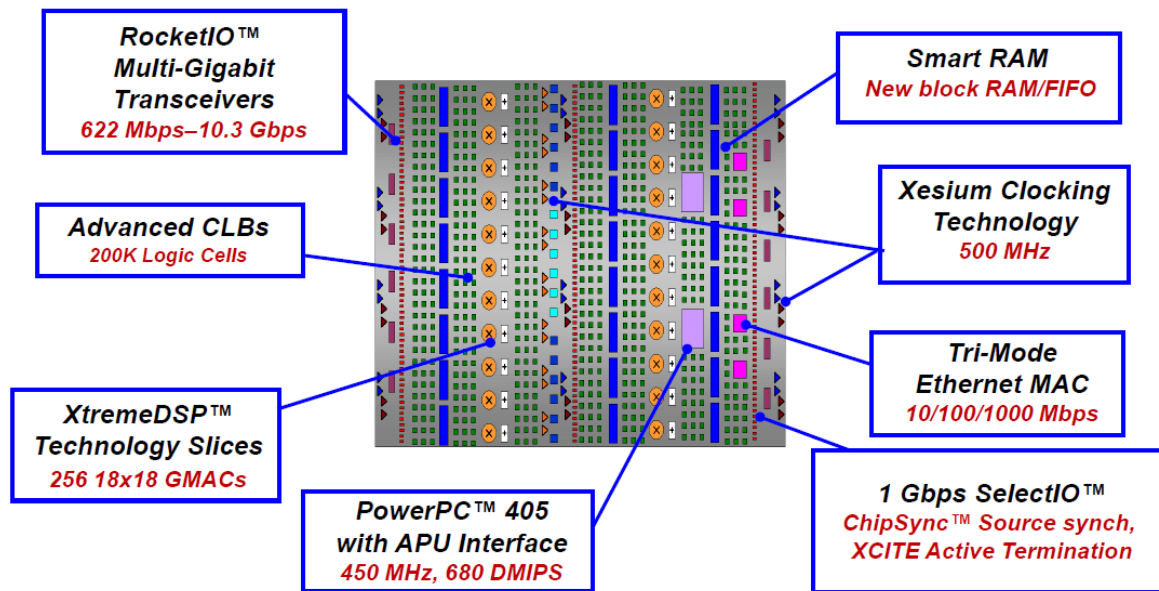 RocketIO™
Multi-Gigabit
Transceivers
622 Mbps–10.3 Gbps
Smart RAM
New block RAM/FIFO
Advanced CLBs
200K Logic Cells
Xesium Clocking
Technology
500 MHz
XtremeDSP™
Technology Slices
256 18x18 GMACs
Tri-Mode
Ethernet MAC
10/100/1000 Mbps
PowerPC™ 405
with APU Interface
450 MHz, 680 DMIPS
1 Gbps SelectIO™
ChipSync™ Source synch,
XCITE Active Termination